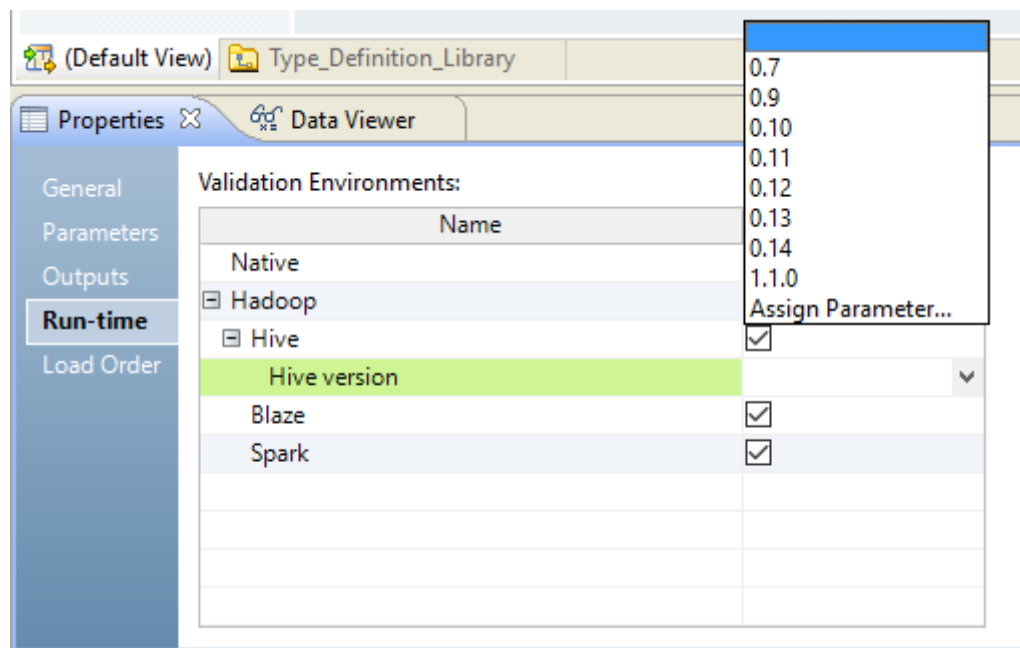 (Default View) Type_Definition_Library
Properties Data Viewer
General
Parameters
Outputs
Run-time
Load Order
Validation Environments:
Name
Native
Hadoop
Hive
Hive version
Blaze
Spark
0.7
0.9
0.10
0.11
0.12
0.13
0.14
1.1.0
Assign Parameter...